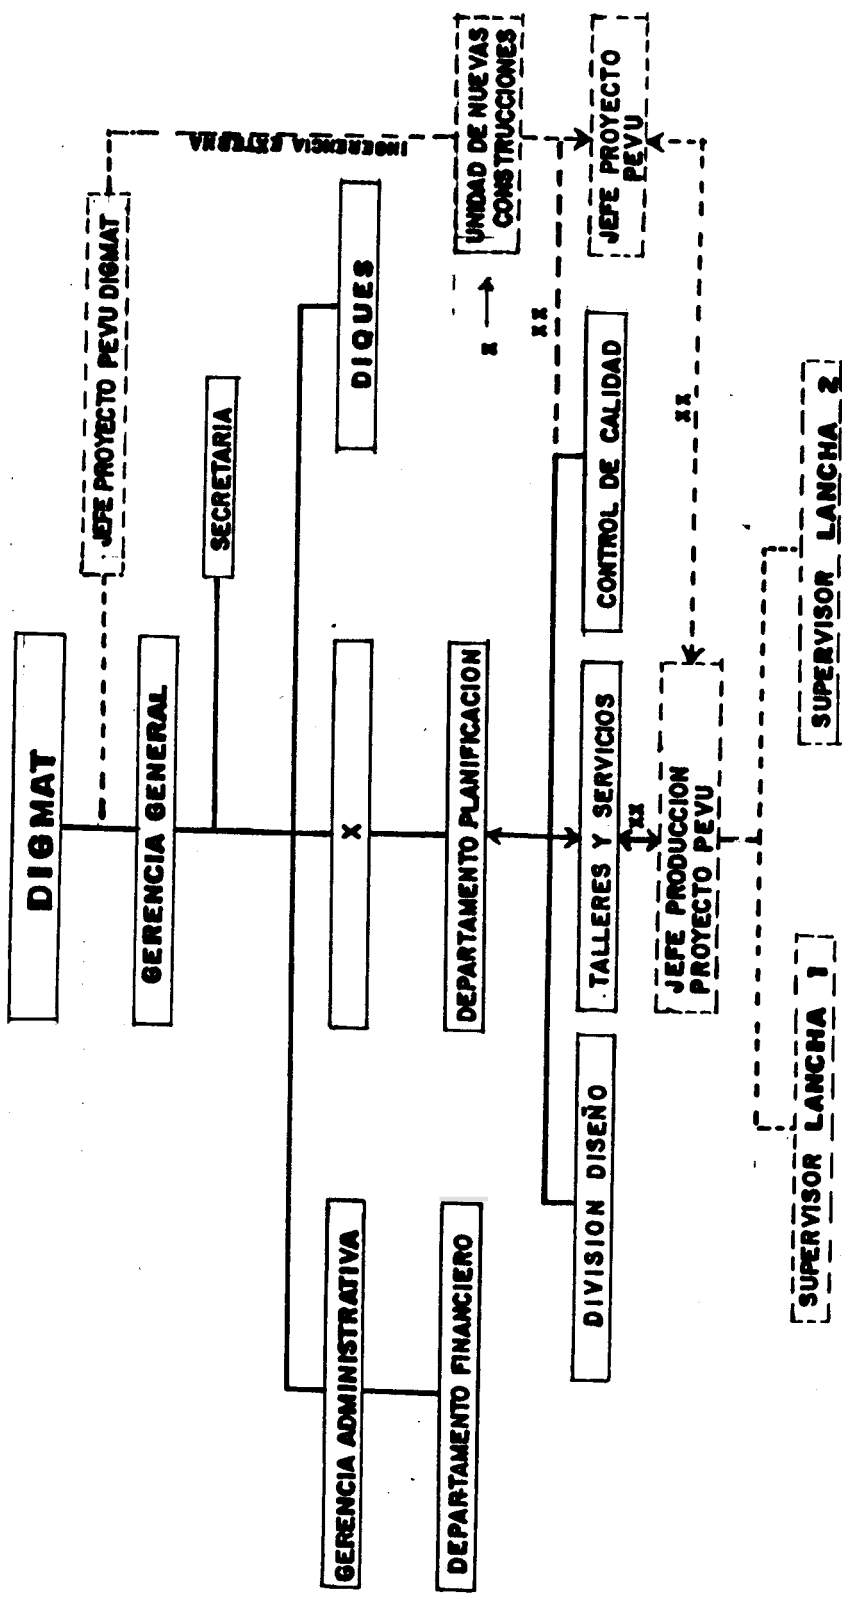 DIGMAT
JEFE PROYECTO PEVU DIGMAT
GERENCIA GENERAL
SECRETARIA
INGERENCIA EXTERNA
GERENCIA ADMINISTRATIVA
X
DIQUES
DEPARTAMENTO FINANCIERO
DEPARTAMENTO PLANIFICACION
X
UNIDAD DE NUEVAS
CONSTRUCCIONES
XX
DIVISION DISEÑO
TALLERES Y SERVICIOS
CONTROL DE CALIDAD
JEFE PROYECTO
PEVU
XX
JEFE PRODUCCION
PROYECTO PEVU
XX
SUPERVISOR LANCHA 1
SUPERVISOR LANCHA 2